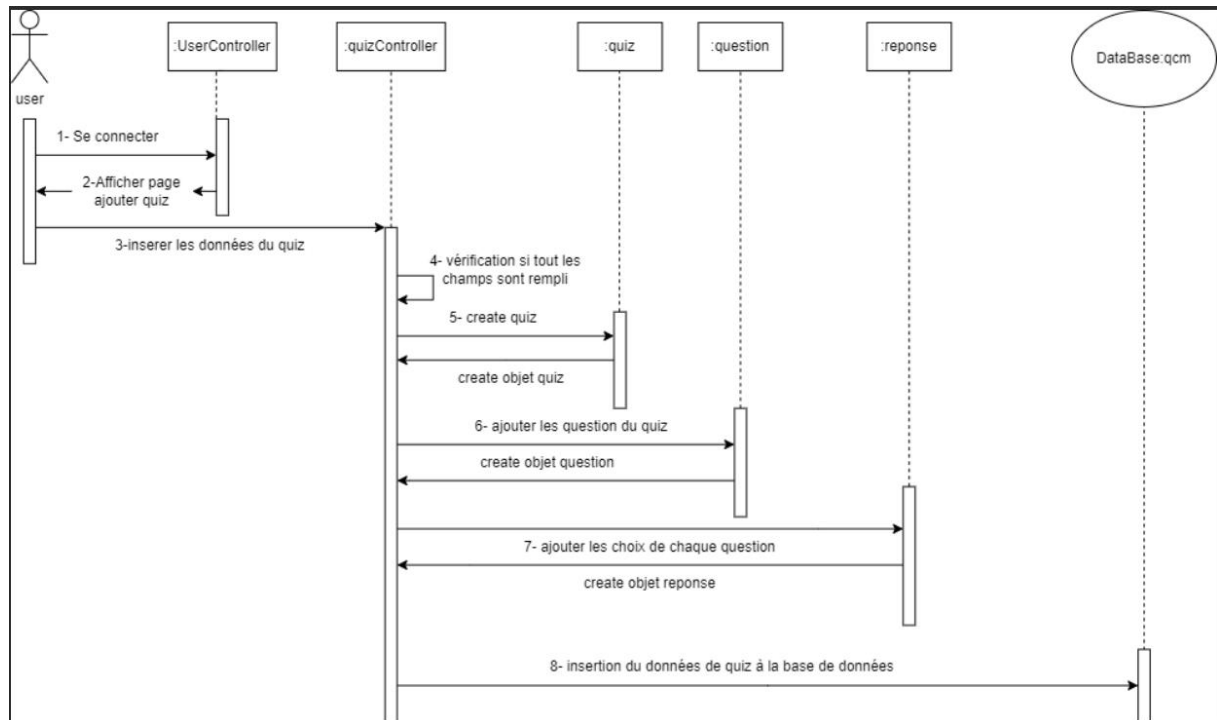 :UserController
:quizController
:quiz
:question
:reponse
DataBase:qcm
user
1- Se connecter
2-Afficher page
ajouter quiz
3-inserer les données du quiz
4- vérification si tout les
champs sont rempli
5- create quiz
create objet quiz
6- ajouter les question du quiz
create objet question
7- ajouter les choix de chaque question
create objet reponse
8- insertion du données de quiz à la base de données